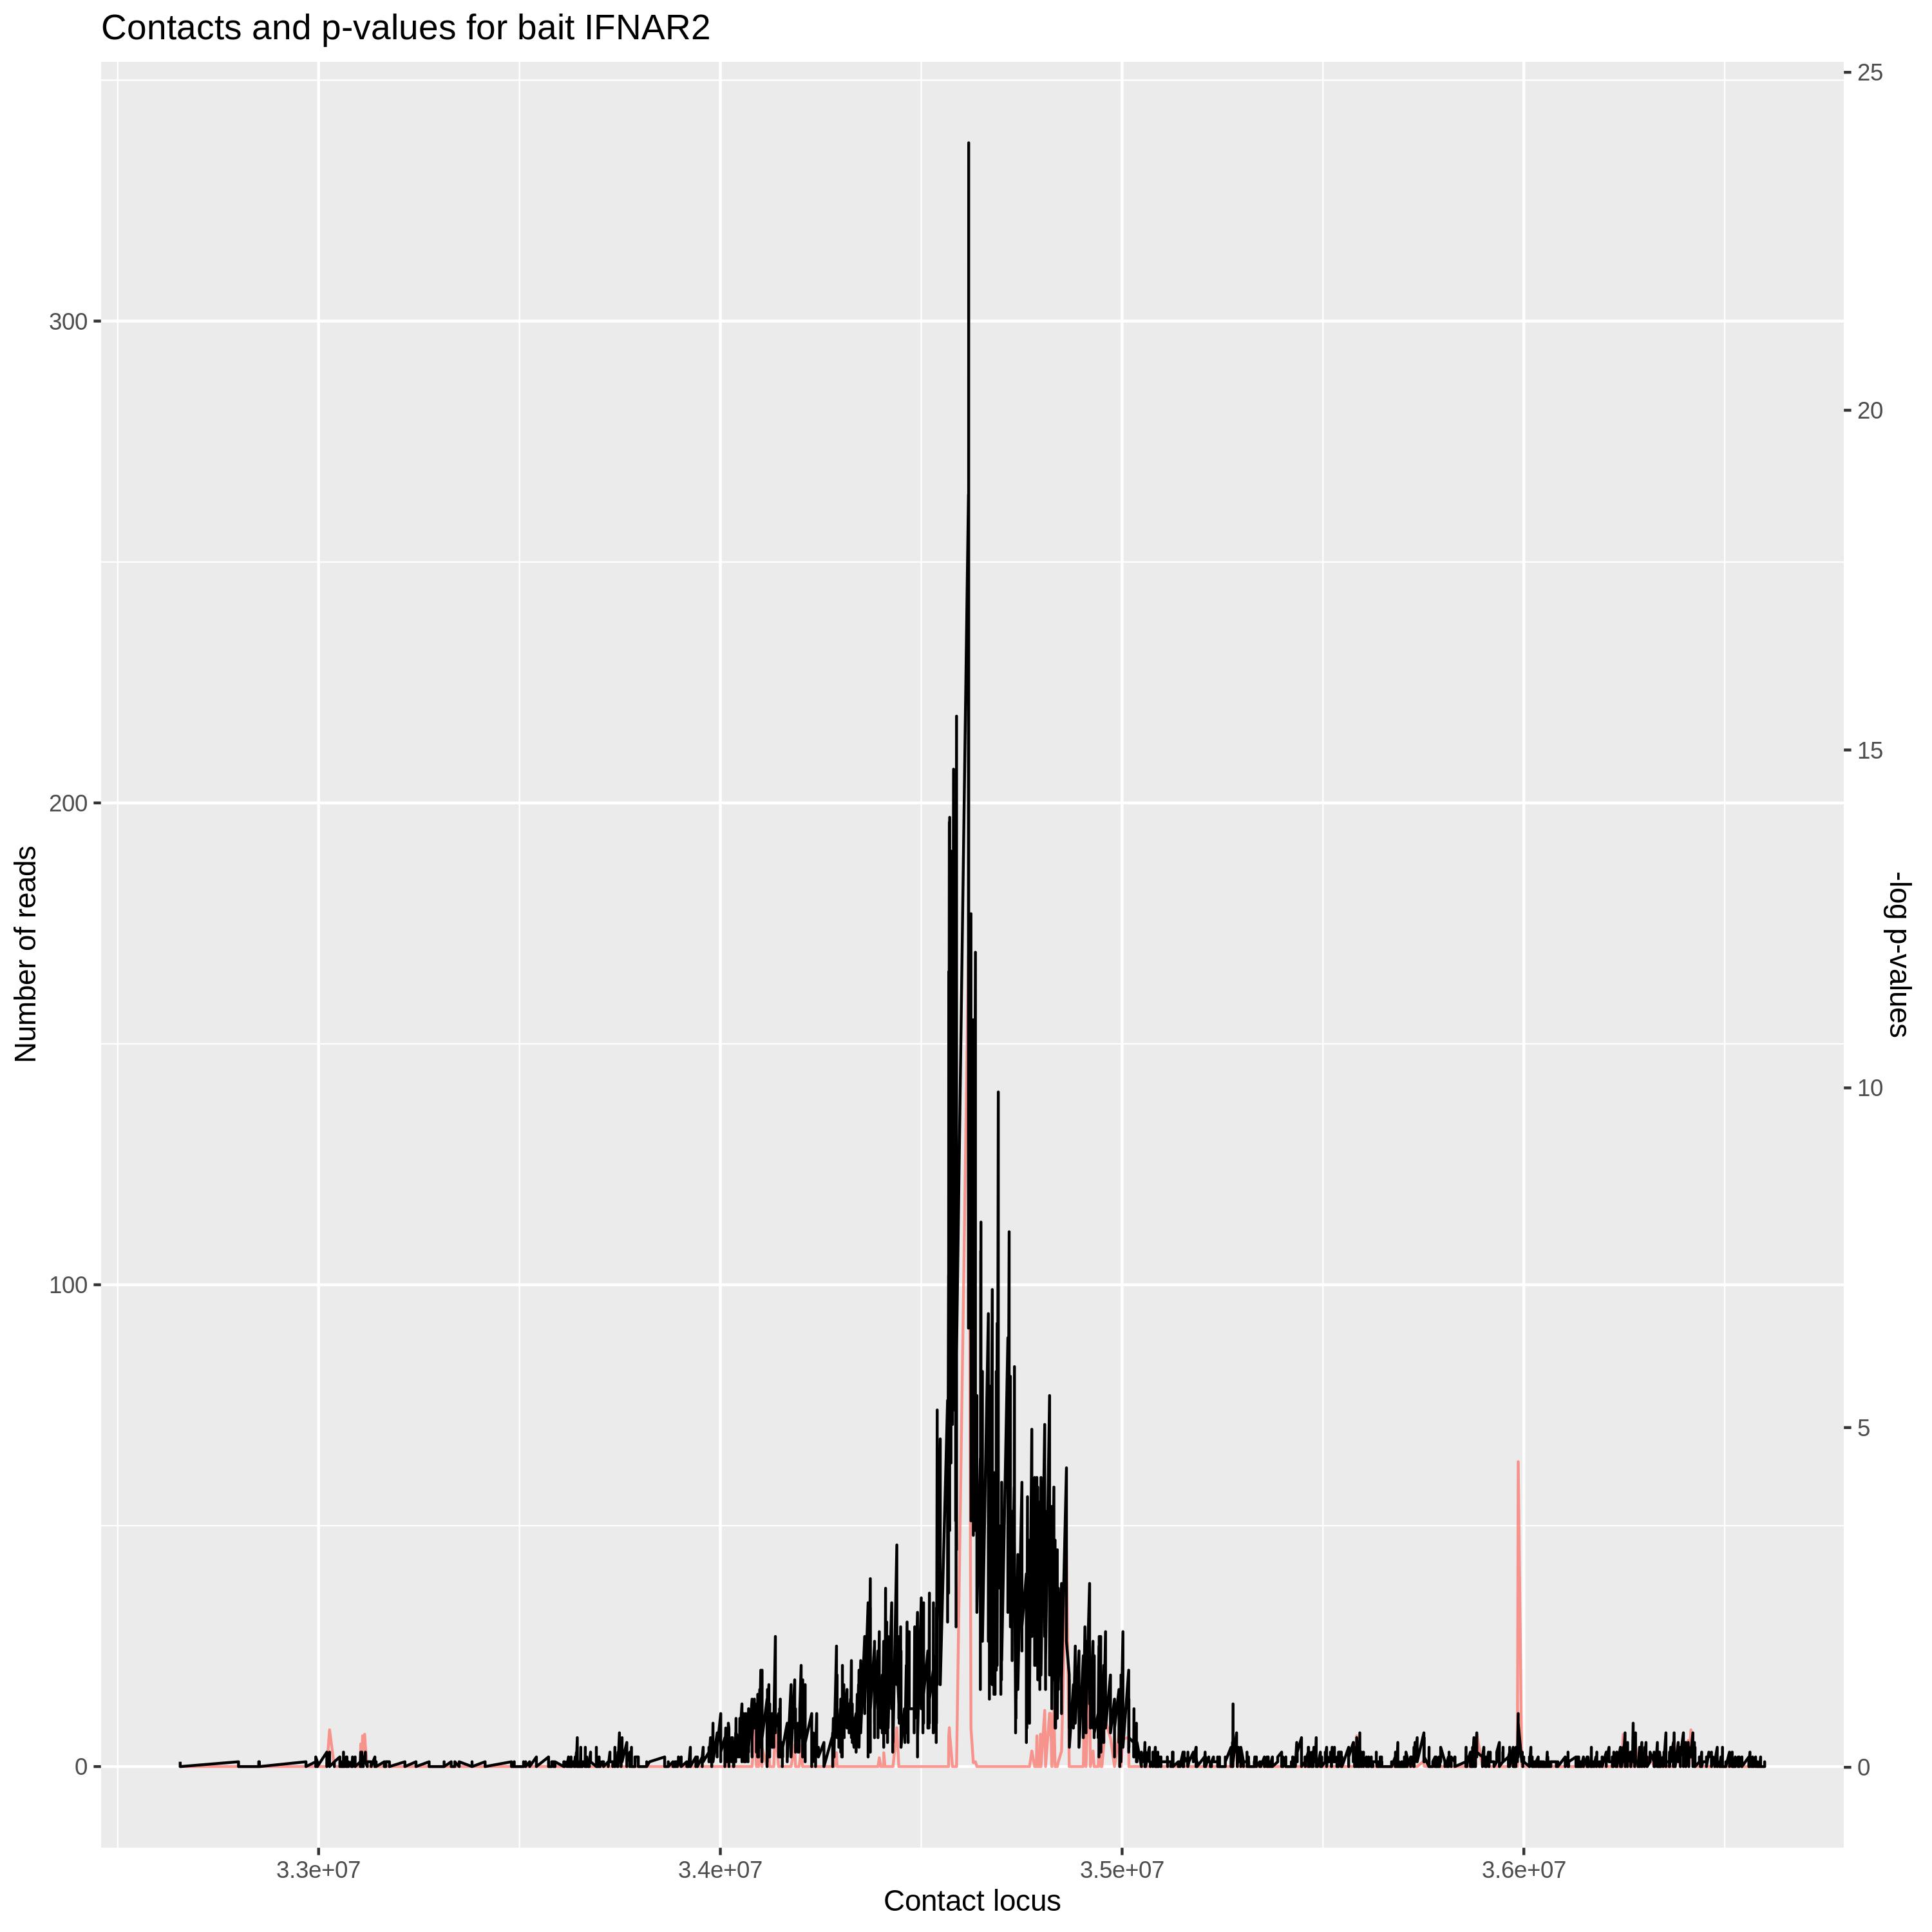 Contacts and p-values for bait IFNAR2
Number of reads
300
200
100
0
25
20
15
10
5
0
-log p-values
3.3e+07
3.4e+07
3.5e+07
3.6e+07
Contact locus